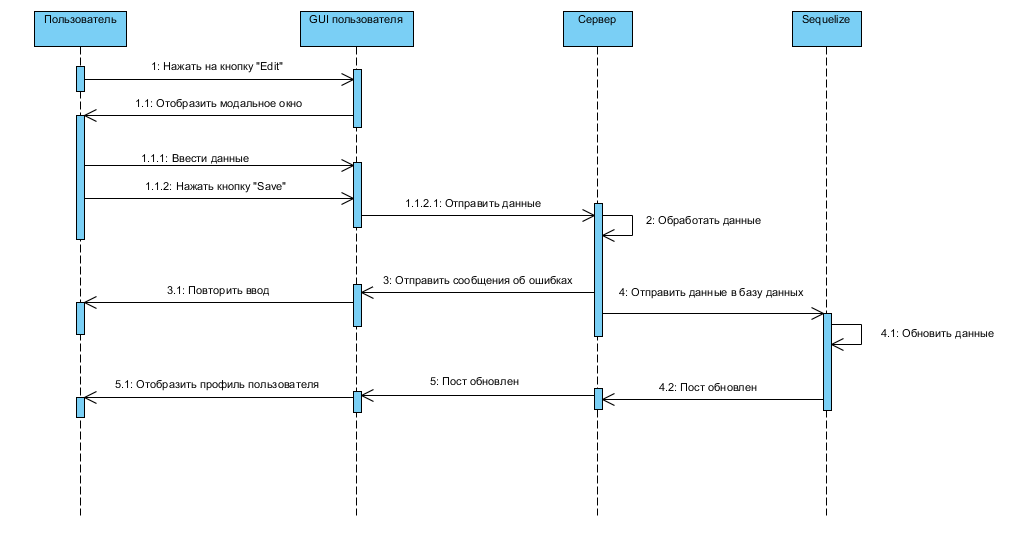 Пользователь
GUI пользователя
Сервер
Sequelize
1: Нажать на кнопку "Edit"
1.1: Отобразить модальное окно
1.1.1: Ввести данные
1.1.2: Нажать кнопку "Save"
1.1.2.1: Отправить данные
2: Обработать данные
3: Отправить сообщения об ошибках
3.1: Повторить ввод
4: Отправить данные в базу данных
4.1: Обновить данные
4.2: Пост обновлен
5: Пост обновлен
5.1: Отобразить профиль пользователя